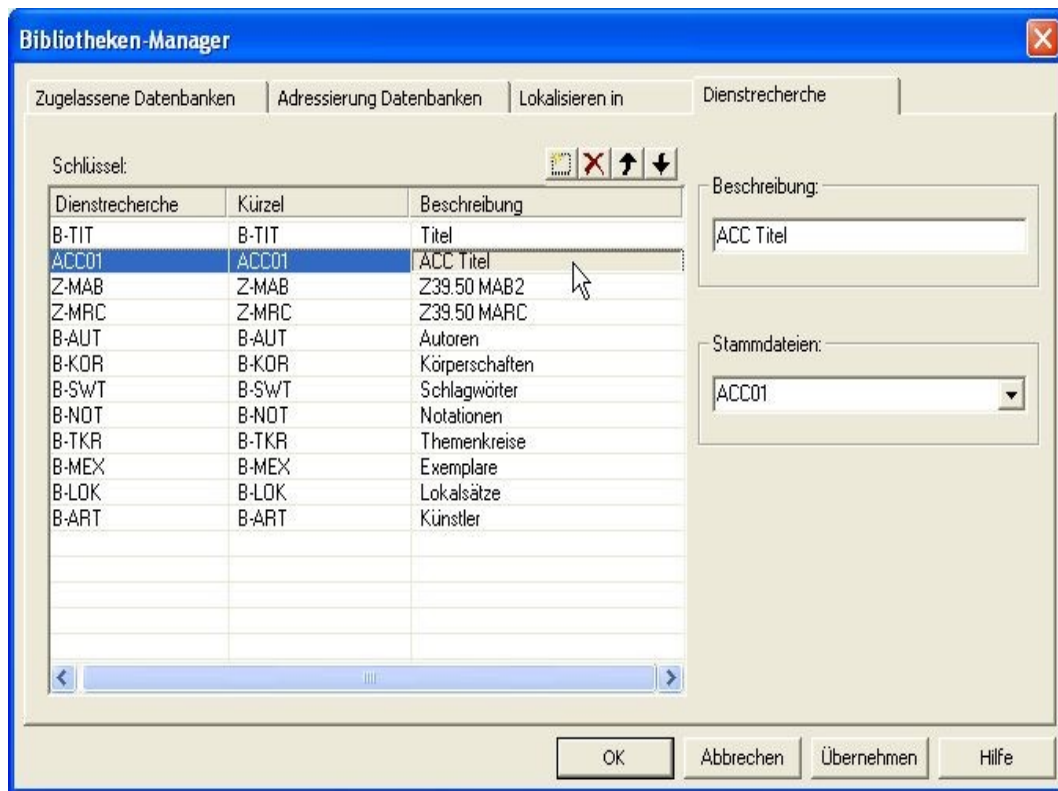 Bibliotheken-Manager
Zugelassene Datenbanken Adressierung Datenbanken Lokalisieren in Dienstrecherche
Schlüssel:
Dienstrecherche Kürzel Beschreibung
B-TIT B-TIT Titel
ACC01 ACC01 ACC Titel
Z-MAB Z-MAB Z39.50 MAB2
Z-MRC Z-MRC Z39.50 MARC
B-AUT B-AUT Autoren
B-KOR B-KOR Körperschaften
B-SWT B-SWT Schlagwörter
B-NOT B-NOT Notationen
B-TKR B-TKR Themenkreise
B-MEX B-MEX Exemplare
B-LOK B-LOK Lokalsätze
B-ART B-ART Künstler
Beschreibung:
ACC Titel
Stammdateien:
ACC01
OK Abbrechen Übernehmen Hilfe